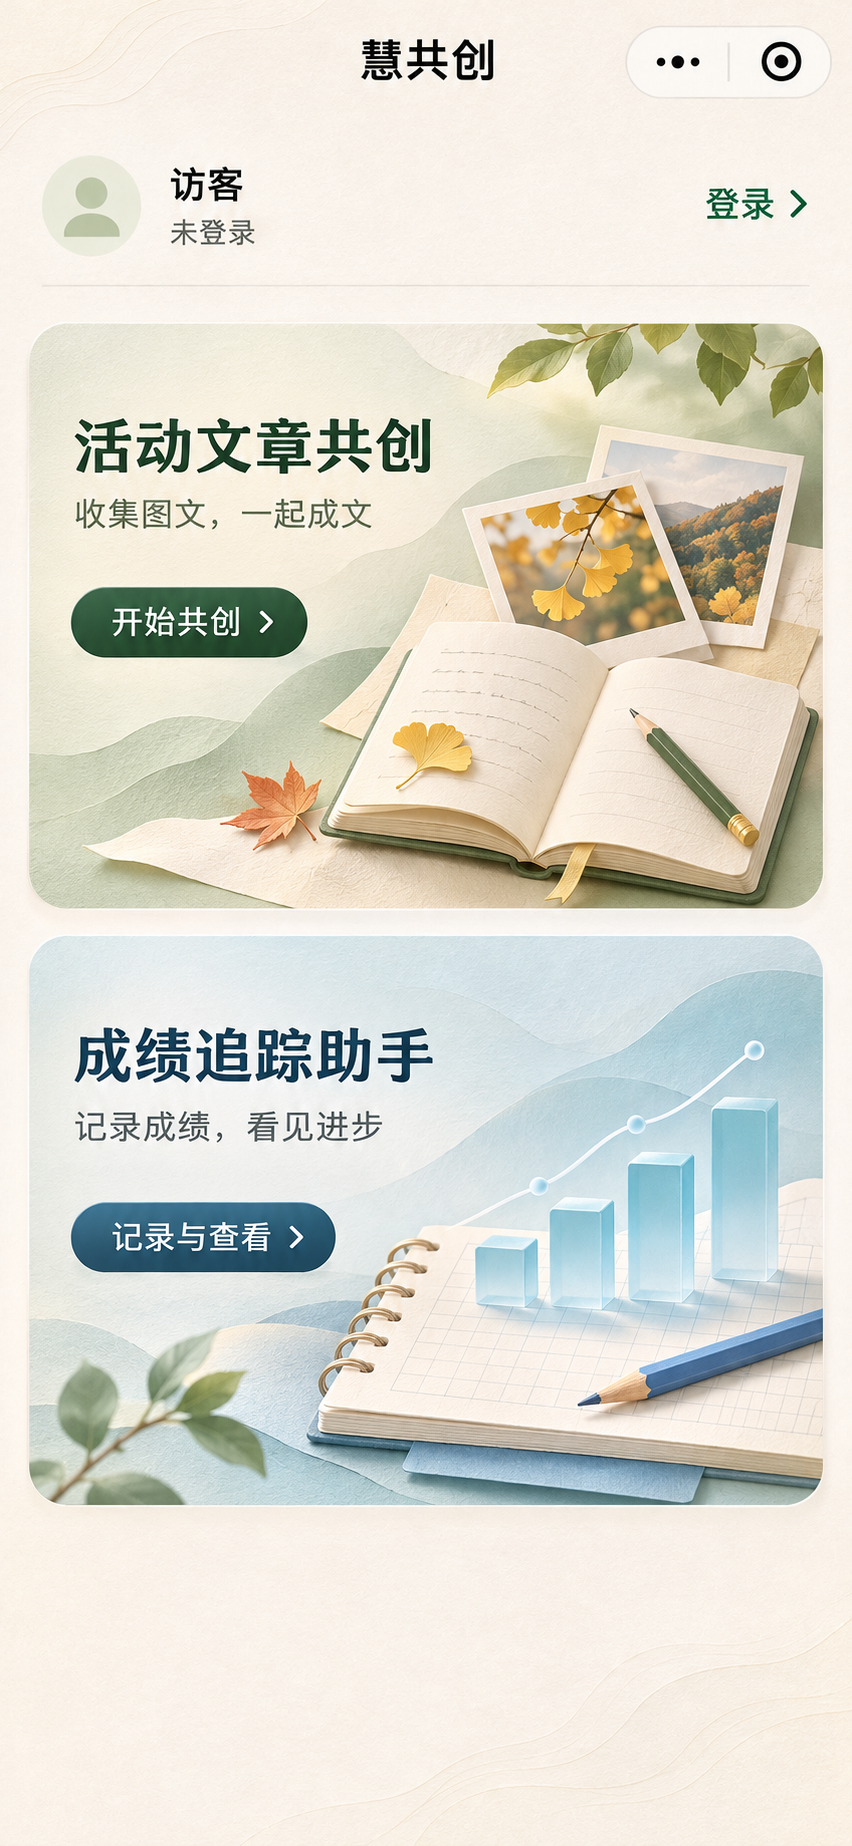 慧共创
访客
未登录
登录
活动文章共创
收集图文，一起成文
开始共创
成绩追踪助手
记录成绩，看见进步
记录与查看